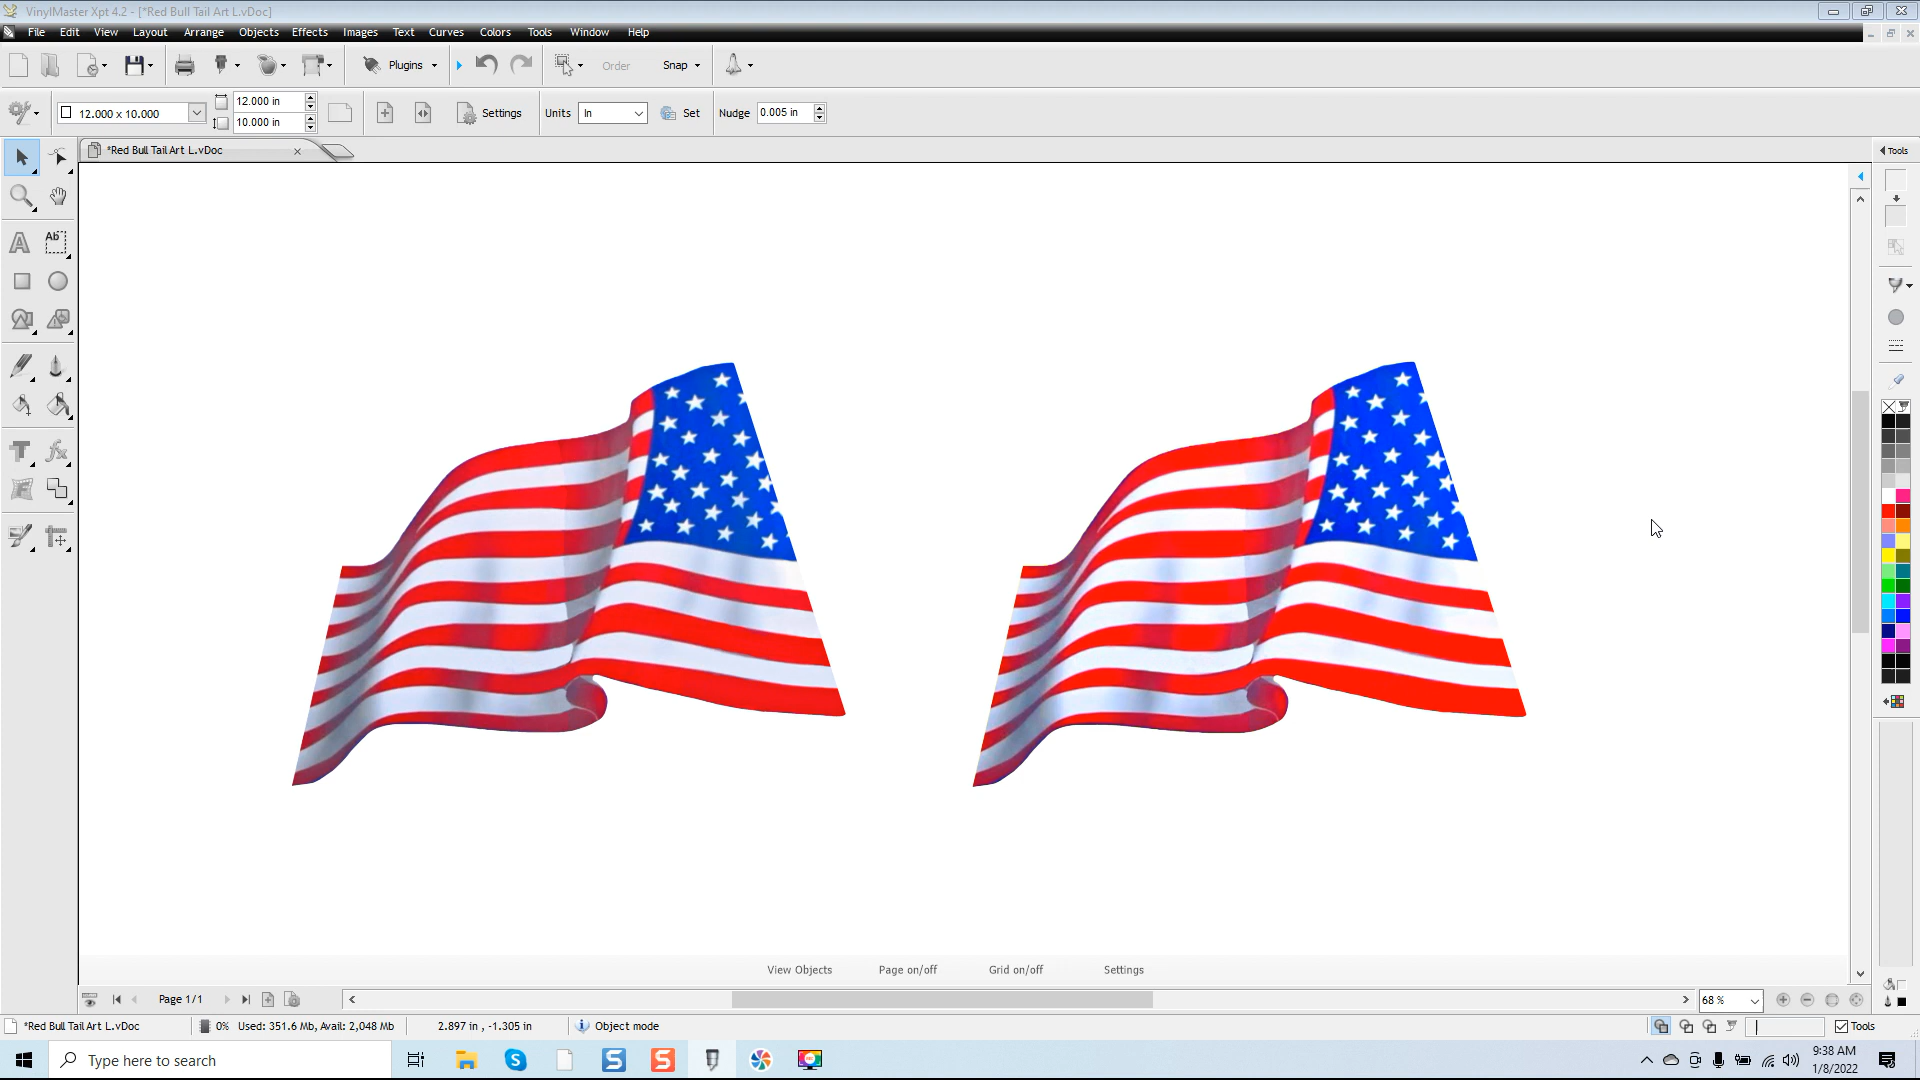 VinylMaster Xpt 4.2 - [*Red Bull Tail Art L.vDoc]
File Edit View Layout Arrange Objects Effects Images Text Curves Colors Tools Window Help
Plugins Order Snap
12.000 x 10.000 12.000 in 10.000 in Settings Units In Set Nudge 0.005 in
*Red Bull Tail Art L.vDoc
Tools
A Ab
T fx
View Objects Page on/off Grid on/off Settings
Page 1/1 68 %
*Red Bull Tail Art L.vDoc 0% Used: 351.6 Mb, Avail: 2,048 Mb 2.897 in , -1.305 in Object mode Tools
Type here to search S S S 9:38 AM
1/8/2022